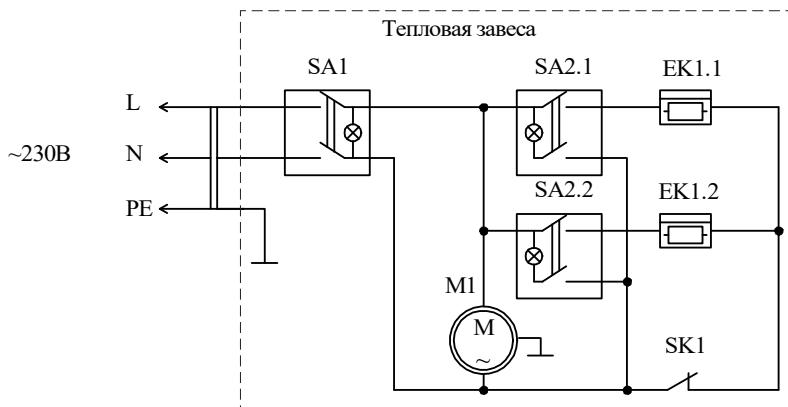 Тепловая завеса
SA1
SA2.1
EK1.1
L
~230В
N
PE
SA2.2
EK1.2
M1
M
~
SK1